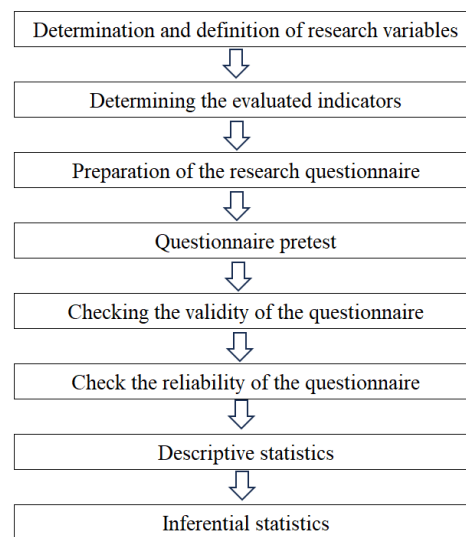 Determination and definition of research variables
Determining the evaluated indicators
Preparation of the research questionnaire
Questionnaire pretest
Checking the validity of the questionnaire
Check the reliability of the questionnaire
Descriptive statistics
Inferential statistics